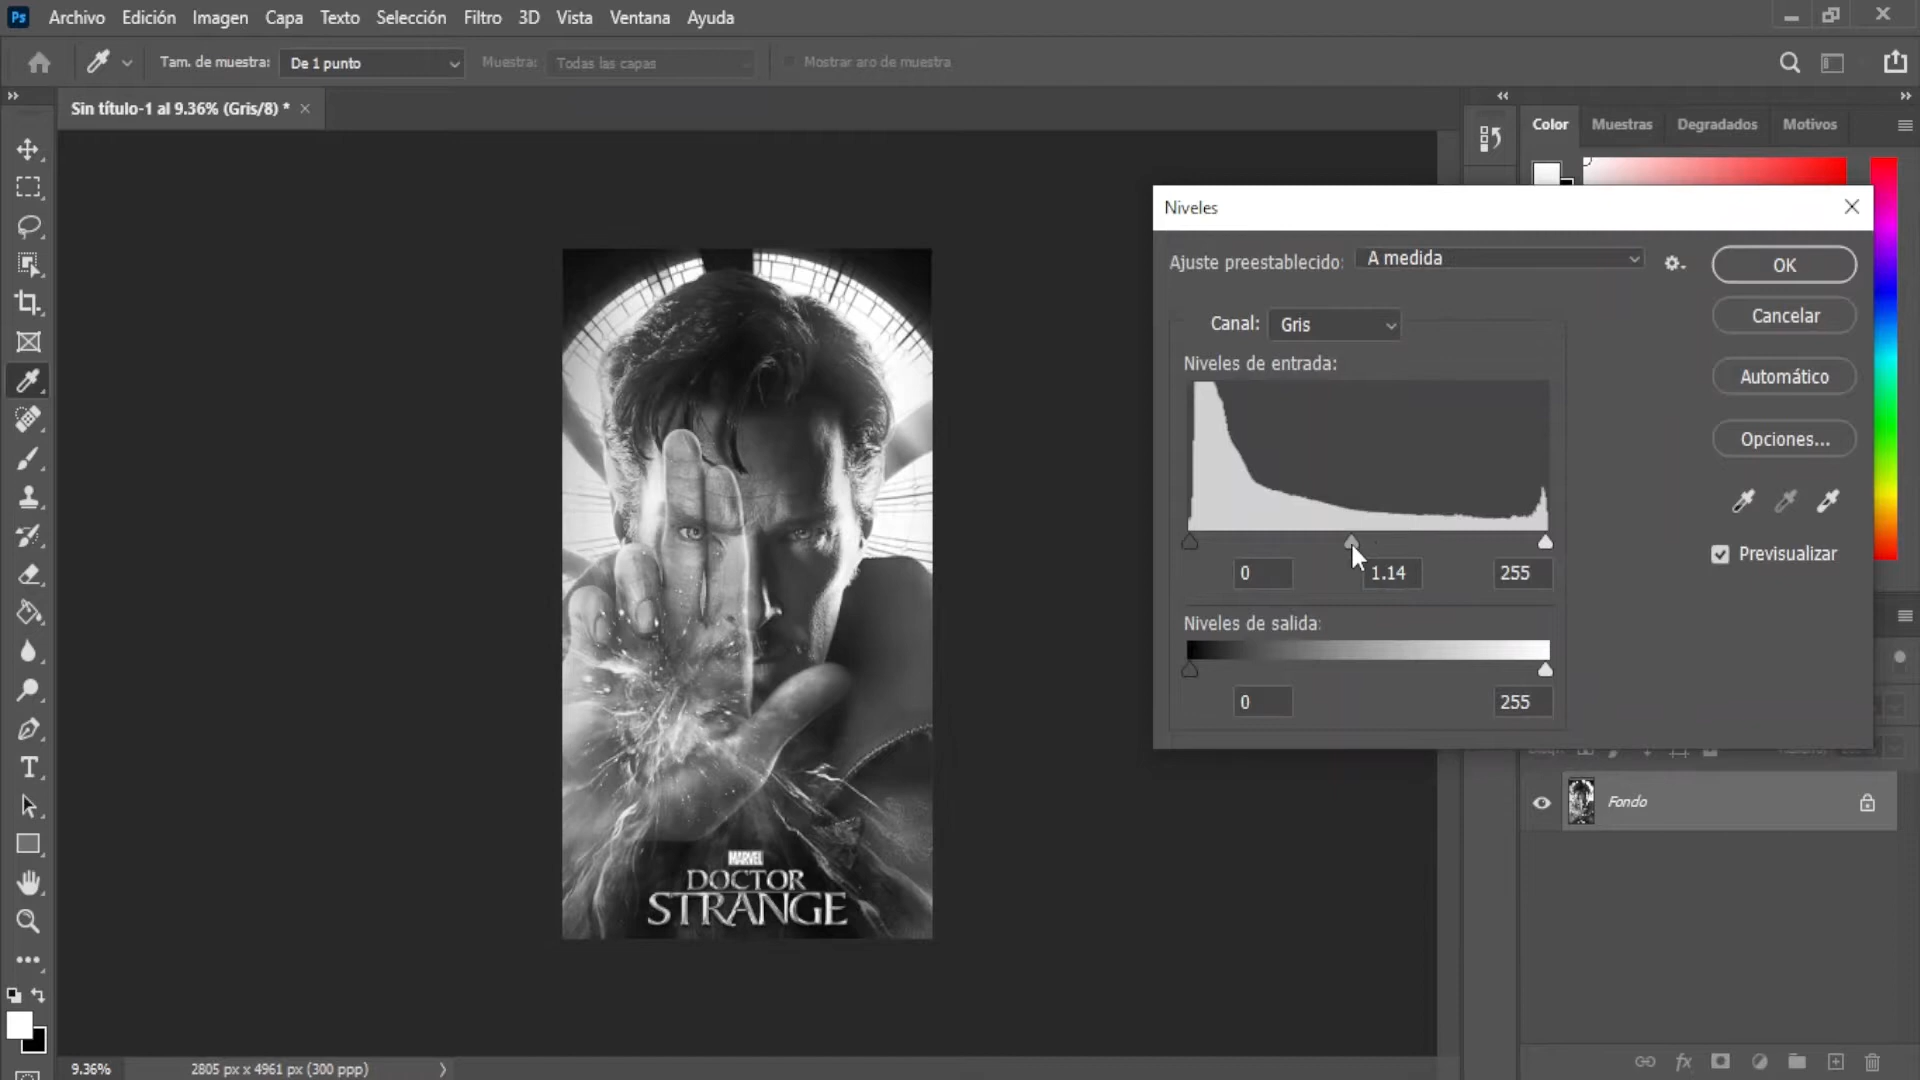 Ps Archivo Edición Imagen Capa Texto Selección Filtro 3D Vista Ventana Ayuda
Tam. de muestra: De 1 punto Muestra: Todas las capas Mostrar aro de muestra
Sin título-1 al 9.36% (Gris/8) *
Color Muestras Degradados Motivos
Niveles
Ajuste preestablecido: A medida
OK
Canal: Gris
Cancelar
Niveles de entrada:
Automático
Opciones...
Previsualizar
0 1.14 255
Niveles de salida:
0 255
Fondo
MARVEL
DOCTOR
STRANGE
9.36% 2805 px x 4961 px (300 ppp)